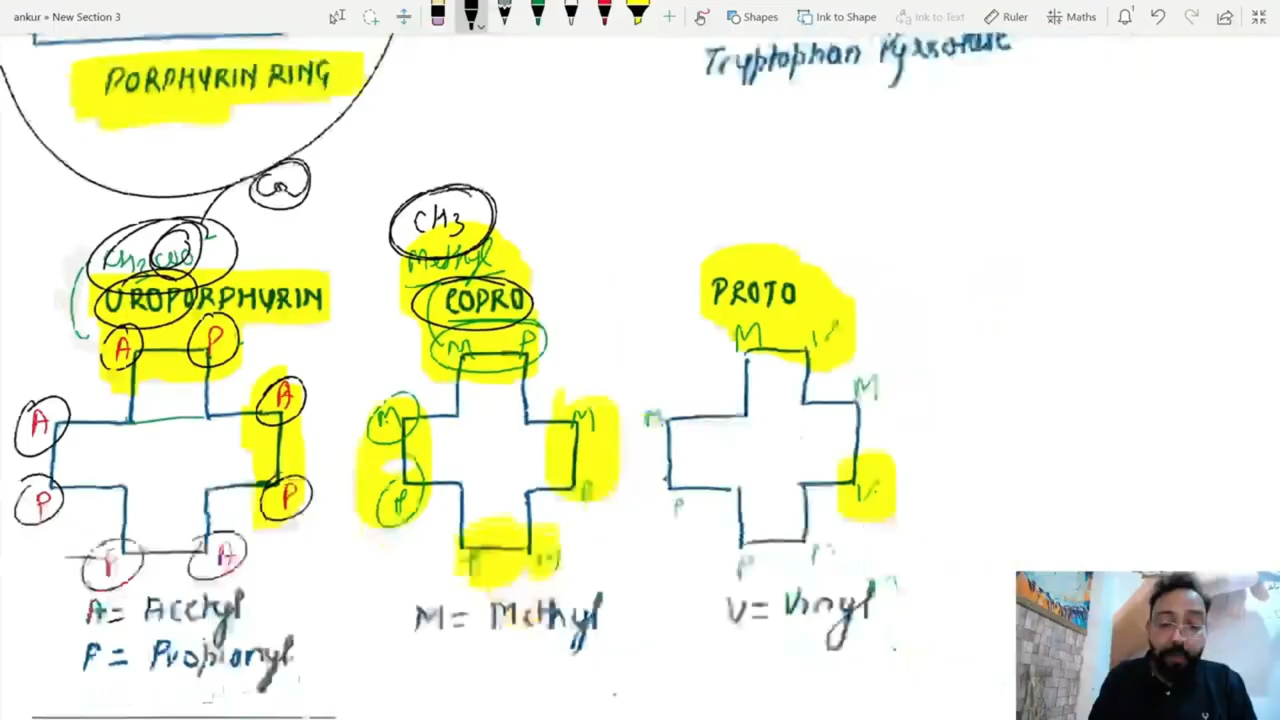 ankur » New Section 3
Shapes
Ink to Shape
Ink to Text
Ruler
Maths
Tryptophan
PORPHYRIN RING
CH3
Methyl
UROPORPHYRIN
COPRO
PROTO
A P
M P
M V
A
A
M
M
M
M
P
P
P
P
V
P A
P M
P P
A = Acetyl
P = Propionyl
M = Methyl
V = Vinyl